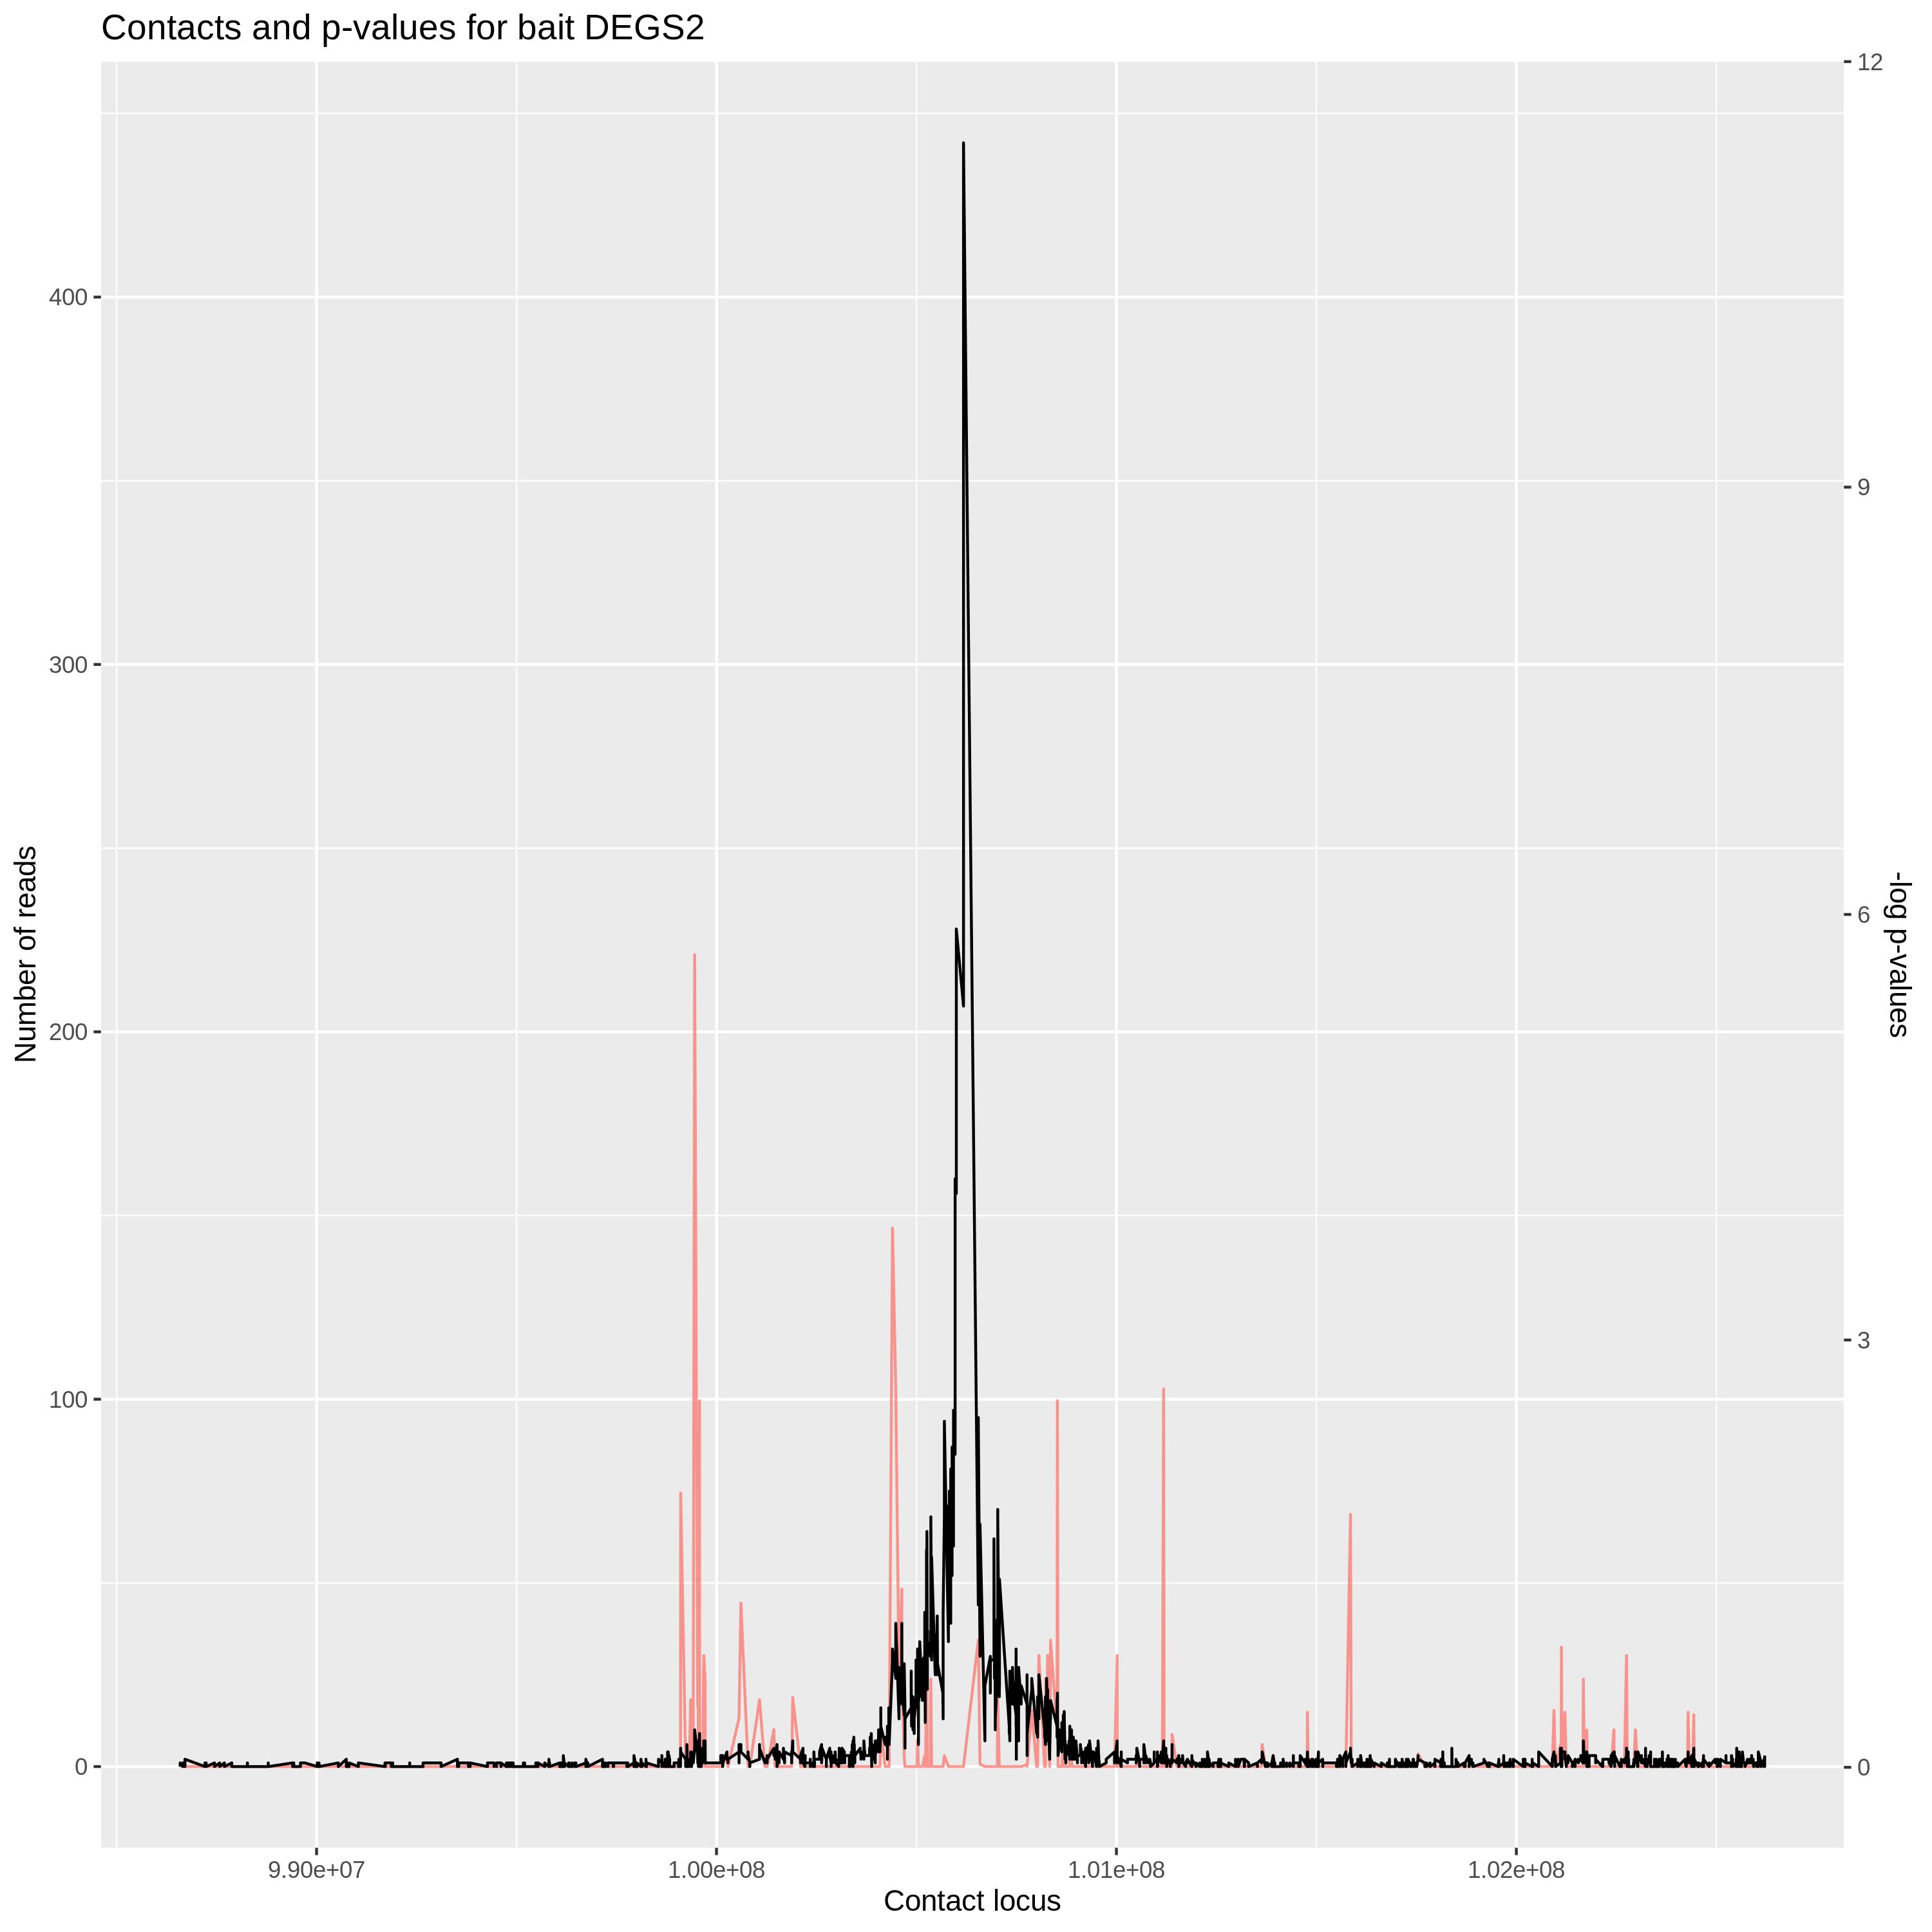 Contacts and p-values for bait DEGS2
12
400
9
300
6
200
3
100
0
0
Number of reads
-log p-values
9.90e+07
1.00e+08
1.01e+08
1.02e+08
Contact locus